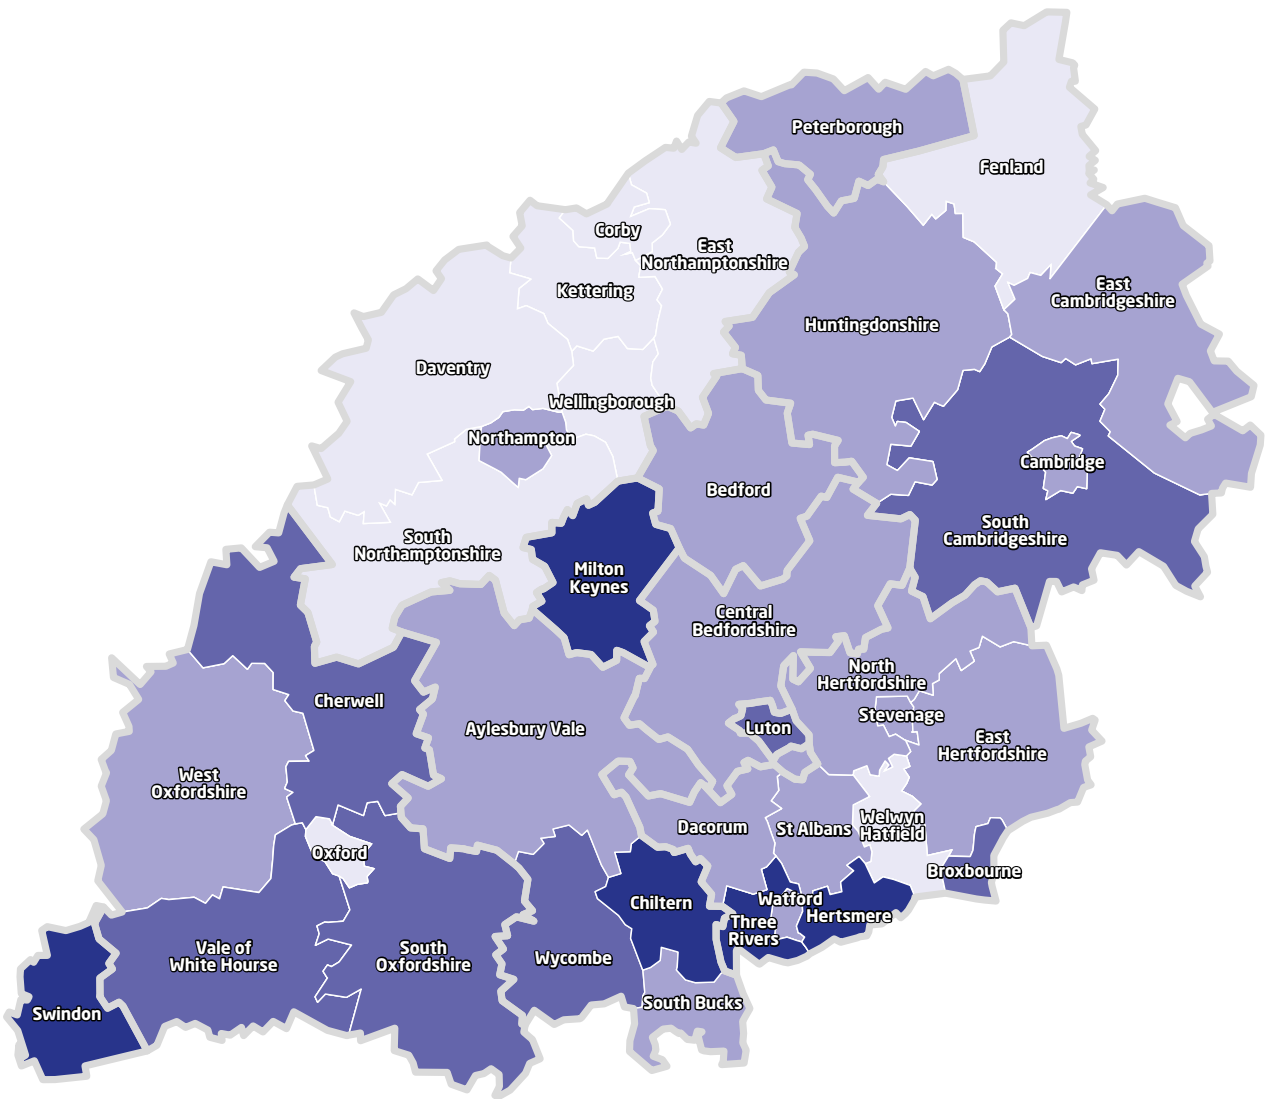 Peterborough
Fenland
Corby
East
Northamptonshire
Kettering
East
Cambridgeshire
Huntingdonshire
Daventry
Wellingborough
Northampton
Cambridge
Bedford
South
Cambridgeshire
South
Northamptonshire
Milton
Keynes
Central
Bedfordshire
North
Hertfordshire
Cherwell
Stevenage
Aylesbury Vale
Luton
East
Hertfordshire
West
Oxfordshire
Dacorum
St Albans
Welwyn
Hatfield
Oxford
Broxbourne
Chiltern
Watford
Hertsmere
Three
Rivers
Vale of
White Hourse
South
Oxfordshire
Wycombe
South Bucks
Swindon